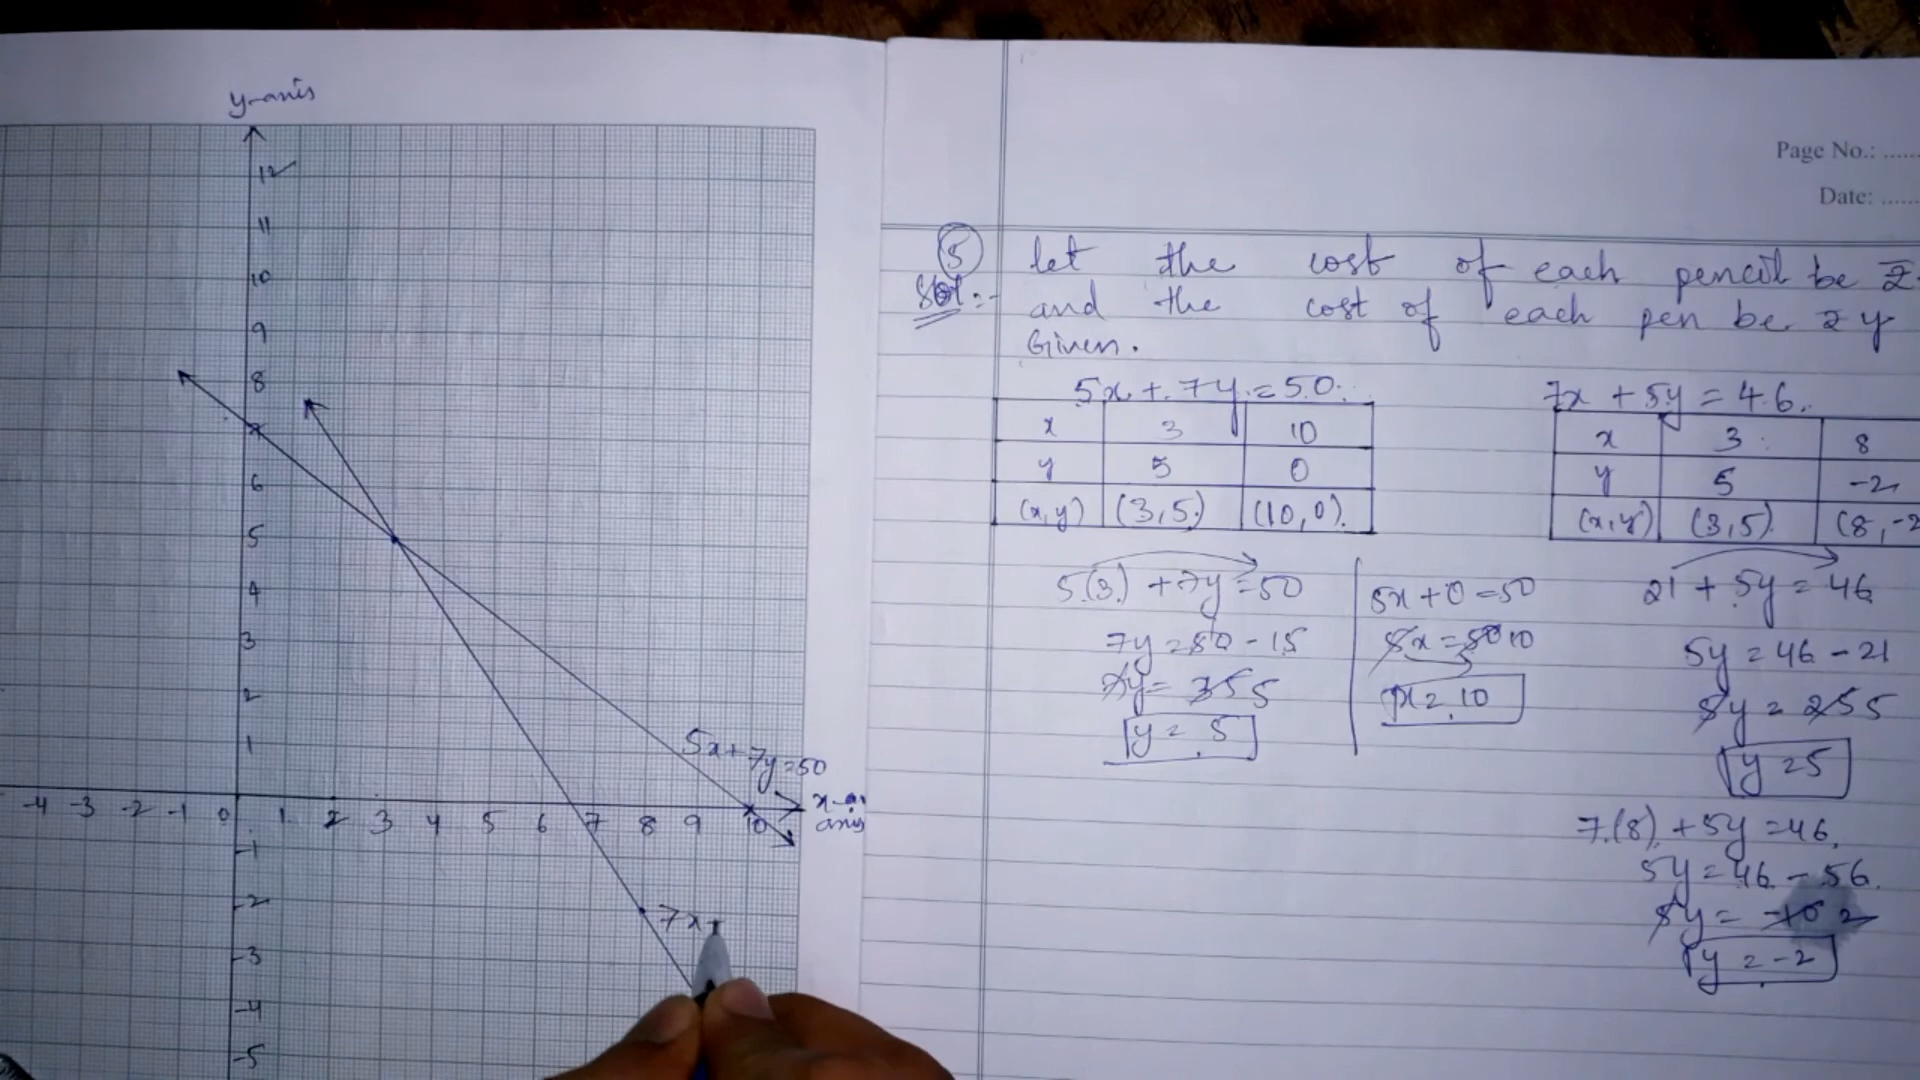 y-axis
12
11
10
9
8
7
6
5
4
3
2
1
5x+7y=50
-4 -3 -2 -1 0 1 2 3 4 5 6 7 8 9 10
x-axis
-1
-2
7x+
-3
-4
-5
Page No.: ......
Date: ......
5 let the cost of each pencil be ₹
Sol:- and the cost of each pen be ₹ y
Given.
5x + 7y = 50.
x 3 10
y 5 0
(x,y) (3,5) (10,0).
5(3) + 7y = 50
7y = 50 - 15
7y = 35 5
y = 5
5x + 0 = 50
5x = 50 10
x = 10
7x + 5y = 46.
x 3 8
y 5 -2
(x,y) (3,5) (8,-2
21 + 5y = 46
5y = 46 - 21
5y = 25 5
y = 5
7(8) + 5y = 46.
5y = 46 - 56.
5y = -10 2
y = -2